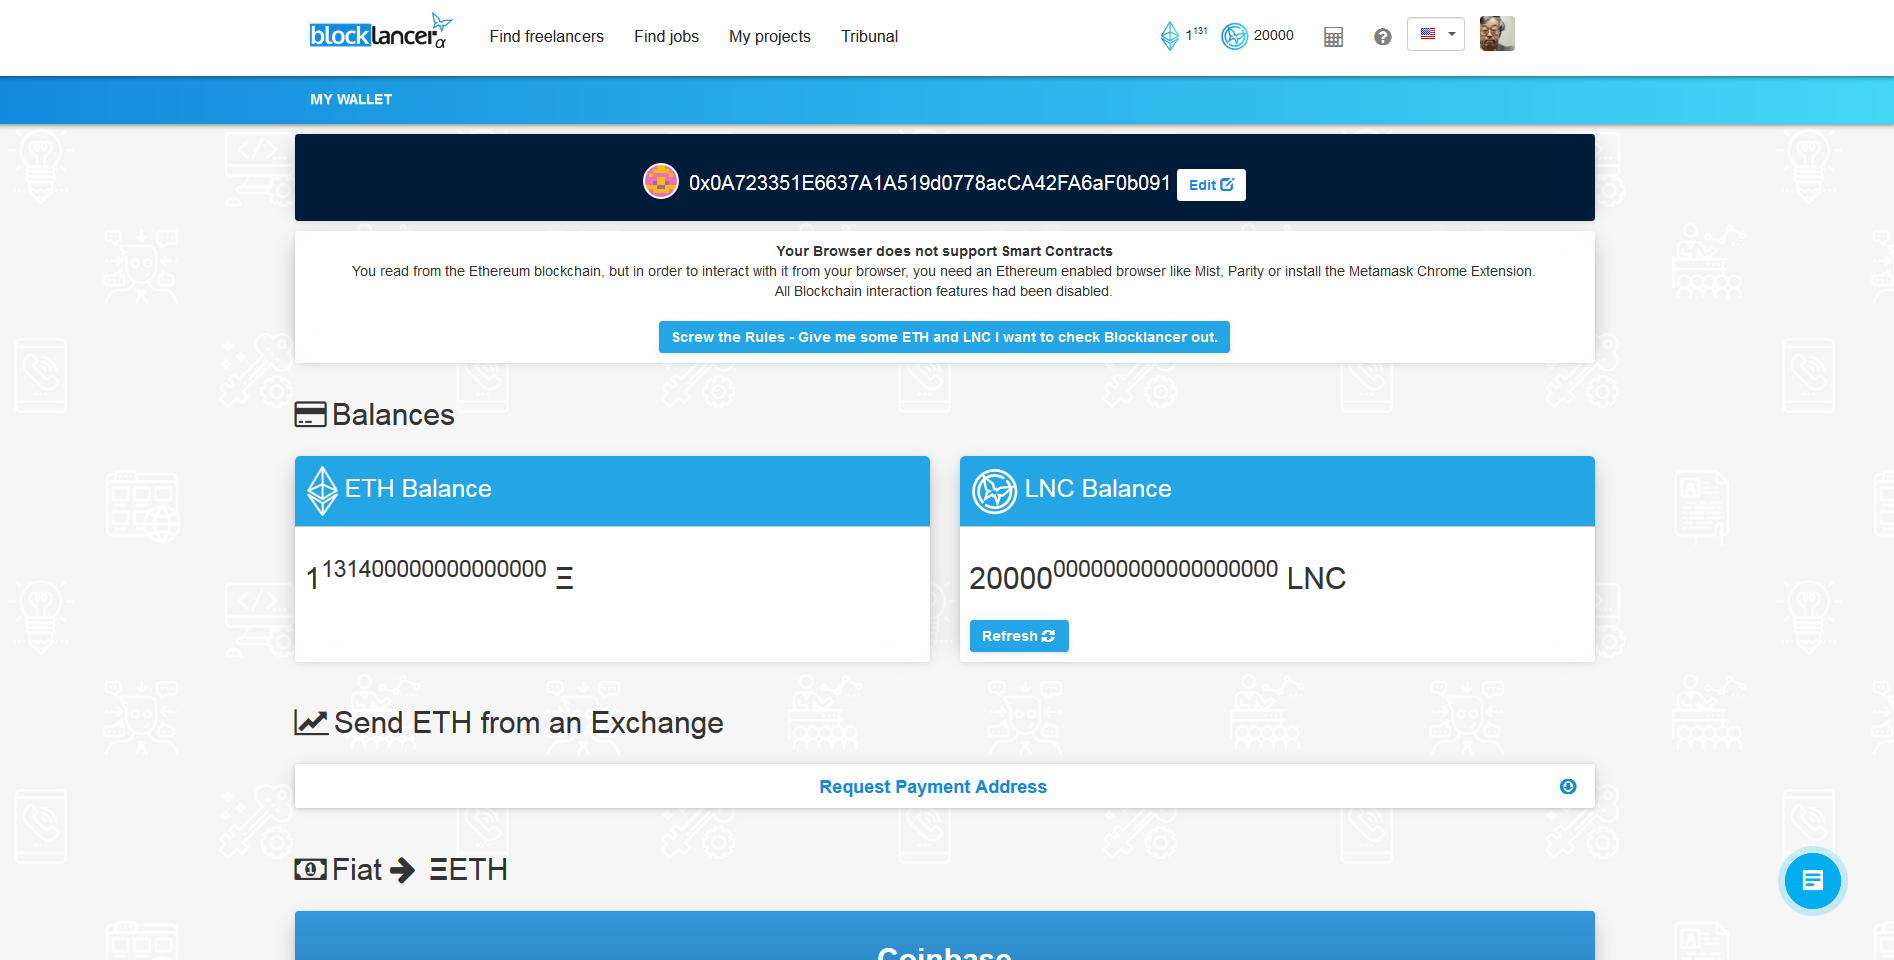 blocklancer α
Find freelancers
Find jobs
My projects
Tribunal
1 131
20000
MY WALLET
0x0A723351E6637A1A519d0778acCA42FA6aF0b091
Edit
Your Browser does not support Smart Contracts
You read from the Ethereum blockchain, but in order to interact with it from your browser, you need an Ethereum enabled browser like Mist, Parity or install the Metamask Chrome Extension.
All Blockchain interaction features had been disabled.
Screw the Rules - Give me some ETH and LNC I want to check Blocklancer out.
Balances
ETH Balance
LNC Balance
1 131400000000000000 Ξ
20000 000000000000000000 LNC
Refresh
Send ETH from an Exchange
Request Payment Address
Fiat ➔ ΞETH
Coinbase